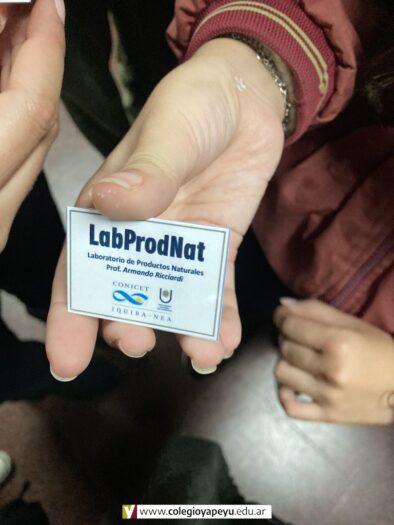 LabProdNat
Laboratorio de Productos Naturales
Prof. Armando Ricciardi
CONICET
IQUIBA-NEA
www.colegioyapeyu.edu.ar